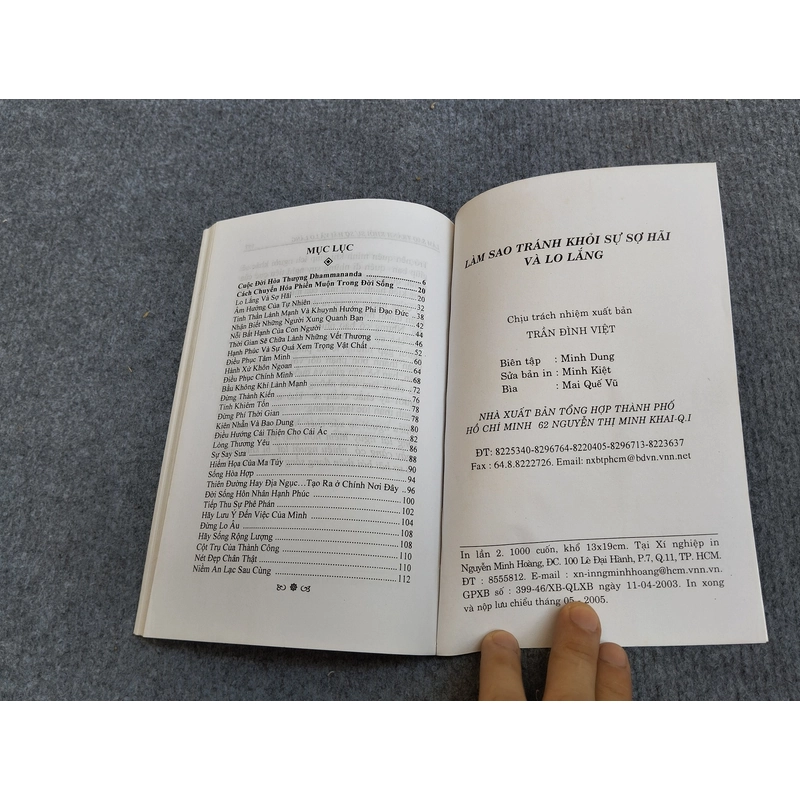 MỤC LỤC
Cuộc Đời Hòa Thượng Dhammananda 6
Cách Chuyển Hóa Phiền Muộn Trong Đời Sống 20
Lo Lắng Và Sợ Hãi 20
Âm Hưởng Của Tự Nhiên 32
Tinh Thần Lành Mạnh Và Khuynh Hướng Phi Đạo Đức 38
Nhận Biết Những Người Xung Quanh Bạn 42
Nỗi Bất Hạnh Của Con Người 44
Thời Gian Sẽ Chữa Lành Những Vết Thương 46
Hạnh Phúc Và Sự Quá Xem Trọng Vật Chất 52
Điều Phục Tâm Mình 60
Hành Xử Khôn Ngoan 64
Điều Phục Chính Mình 68
Bầu Không Khí Lành Mạnh 72
Đừng Thành Kiến 76
Tính Khiêm Tốn 78
Đừng Phí Thời Gian 78
Kiên Nhẫn Và Bao Dung 80
Điều Hướng Cải Thiện Cho Cái Ác 82
Lòng Thương Yêu 86
Sự Say Sưa 88
Hiểm Họa Của Ma Túy 90
Sống Hòa Hợp 94
Thiên Đường Hay Địa Ngục...Tạo Ra ở Chính Nơi Đây 96
Đời Sống Hôn Nhân Hạnh Phúc 100
Tiếp Thu Sự Phê Phán 102
Hãy Lưu Ý Đến Việc Của Mình 104
Đừng Lo Âu 108
Hãy Sống Rộng Lượng 108
Cột Trụ Của Thành Công 110
Nét Đẹp Chân Thật 110
Niềm An Lạc Sau Cùng 112
LÀM SAO TRÁNH KHỎI SỰ SỢ HÃI
VÀ LO LẮNG
Chịu trách nhiệm xuất bản
TRẦN ĐÌNH VIỆT
Biên tập : Minh Dung
Sửa bản in : Minh Kiệt
Bìa : Mai Quế Vũ
NHÀ XUẤT BẢN TỔNG HỢP THÀNH PHỐ
HỒ CHÍ MINH 62 NGUYỄN THỊ MINH KHAI-Q.1
ĐT: 8225340-8296764-8220405-8296713-8223637
Fax : 64.8.8222726. Email: nxbtphcm@bdvn.vnn.net
In lần 2. 1000 cuốn, khổ 13x19cm. Tại Xí nghiệp in
Nguyễn Minh Hoàng, ĐC. 100 Lê Đại Hành, P.7, Q.11, TP. HCM.
ĐT : 8555812. E-mail : xn-inngminhhoang@hcm.vnn.vn.
GPXB số : 399-46/XB-QLXB ngày 11-04-2003. In xong
và nộp lưu chiểu tháng 05 - 2005.